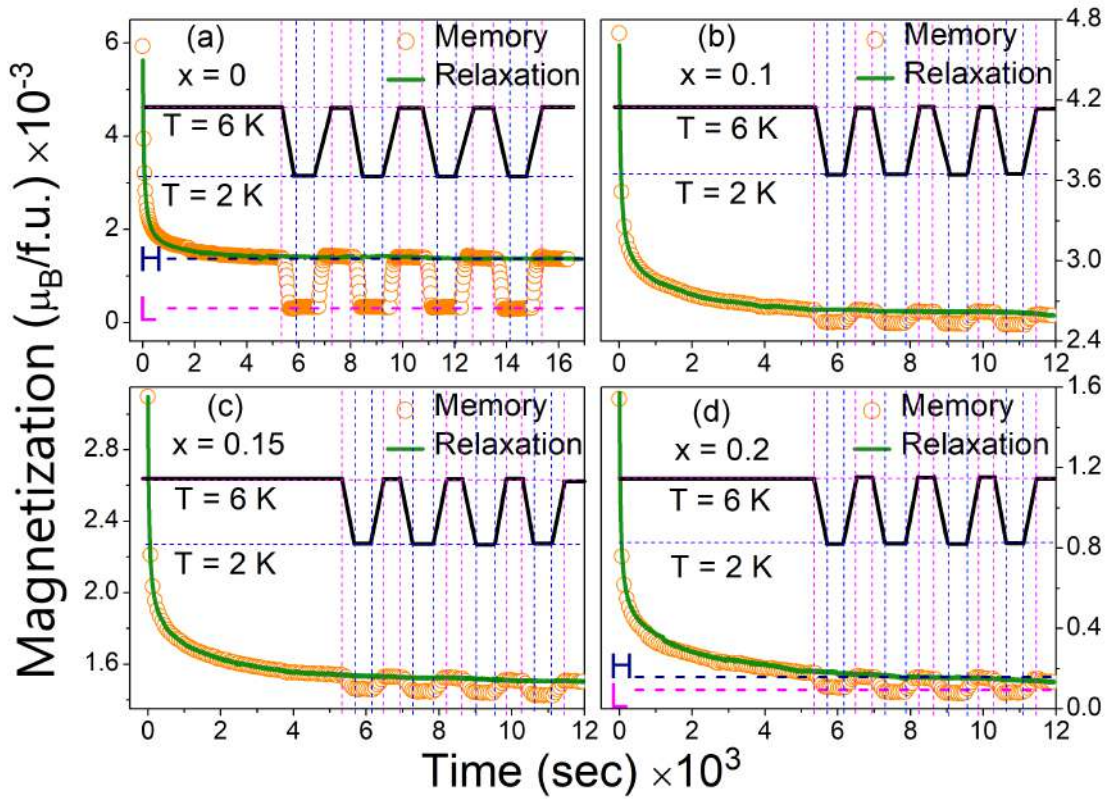 Magnetization (μB/f.u.) ×10⁻³
(a)
x = 0
Memory
Relaxation
T = 6 K
T = 2 K
H
L
6
4
2
0
0 2 4 6 8 10 12 14 16
(b)
x = 0.1
Memory
Relaxation
T = 6 K
T = 2 K
4.8
4.2
3.6
3.0
2.4
0 2 4 6 8 10 12
(c)
x = 0.15
Memory
Relaxation
T = 6 K
T = 2 K
2.8
2.4
2.0
1.6
0 2 4 6 8 10 12
(d)
x = 0.2
Memory
Relaxation
T = 6 K
T = 2 K
H
L
1.6
1.2
0.8
0.4
0.0
0 2 4 6 8 10 12
Time (sec) ×10³